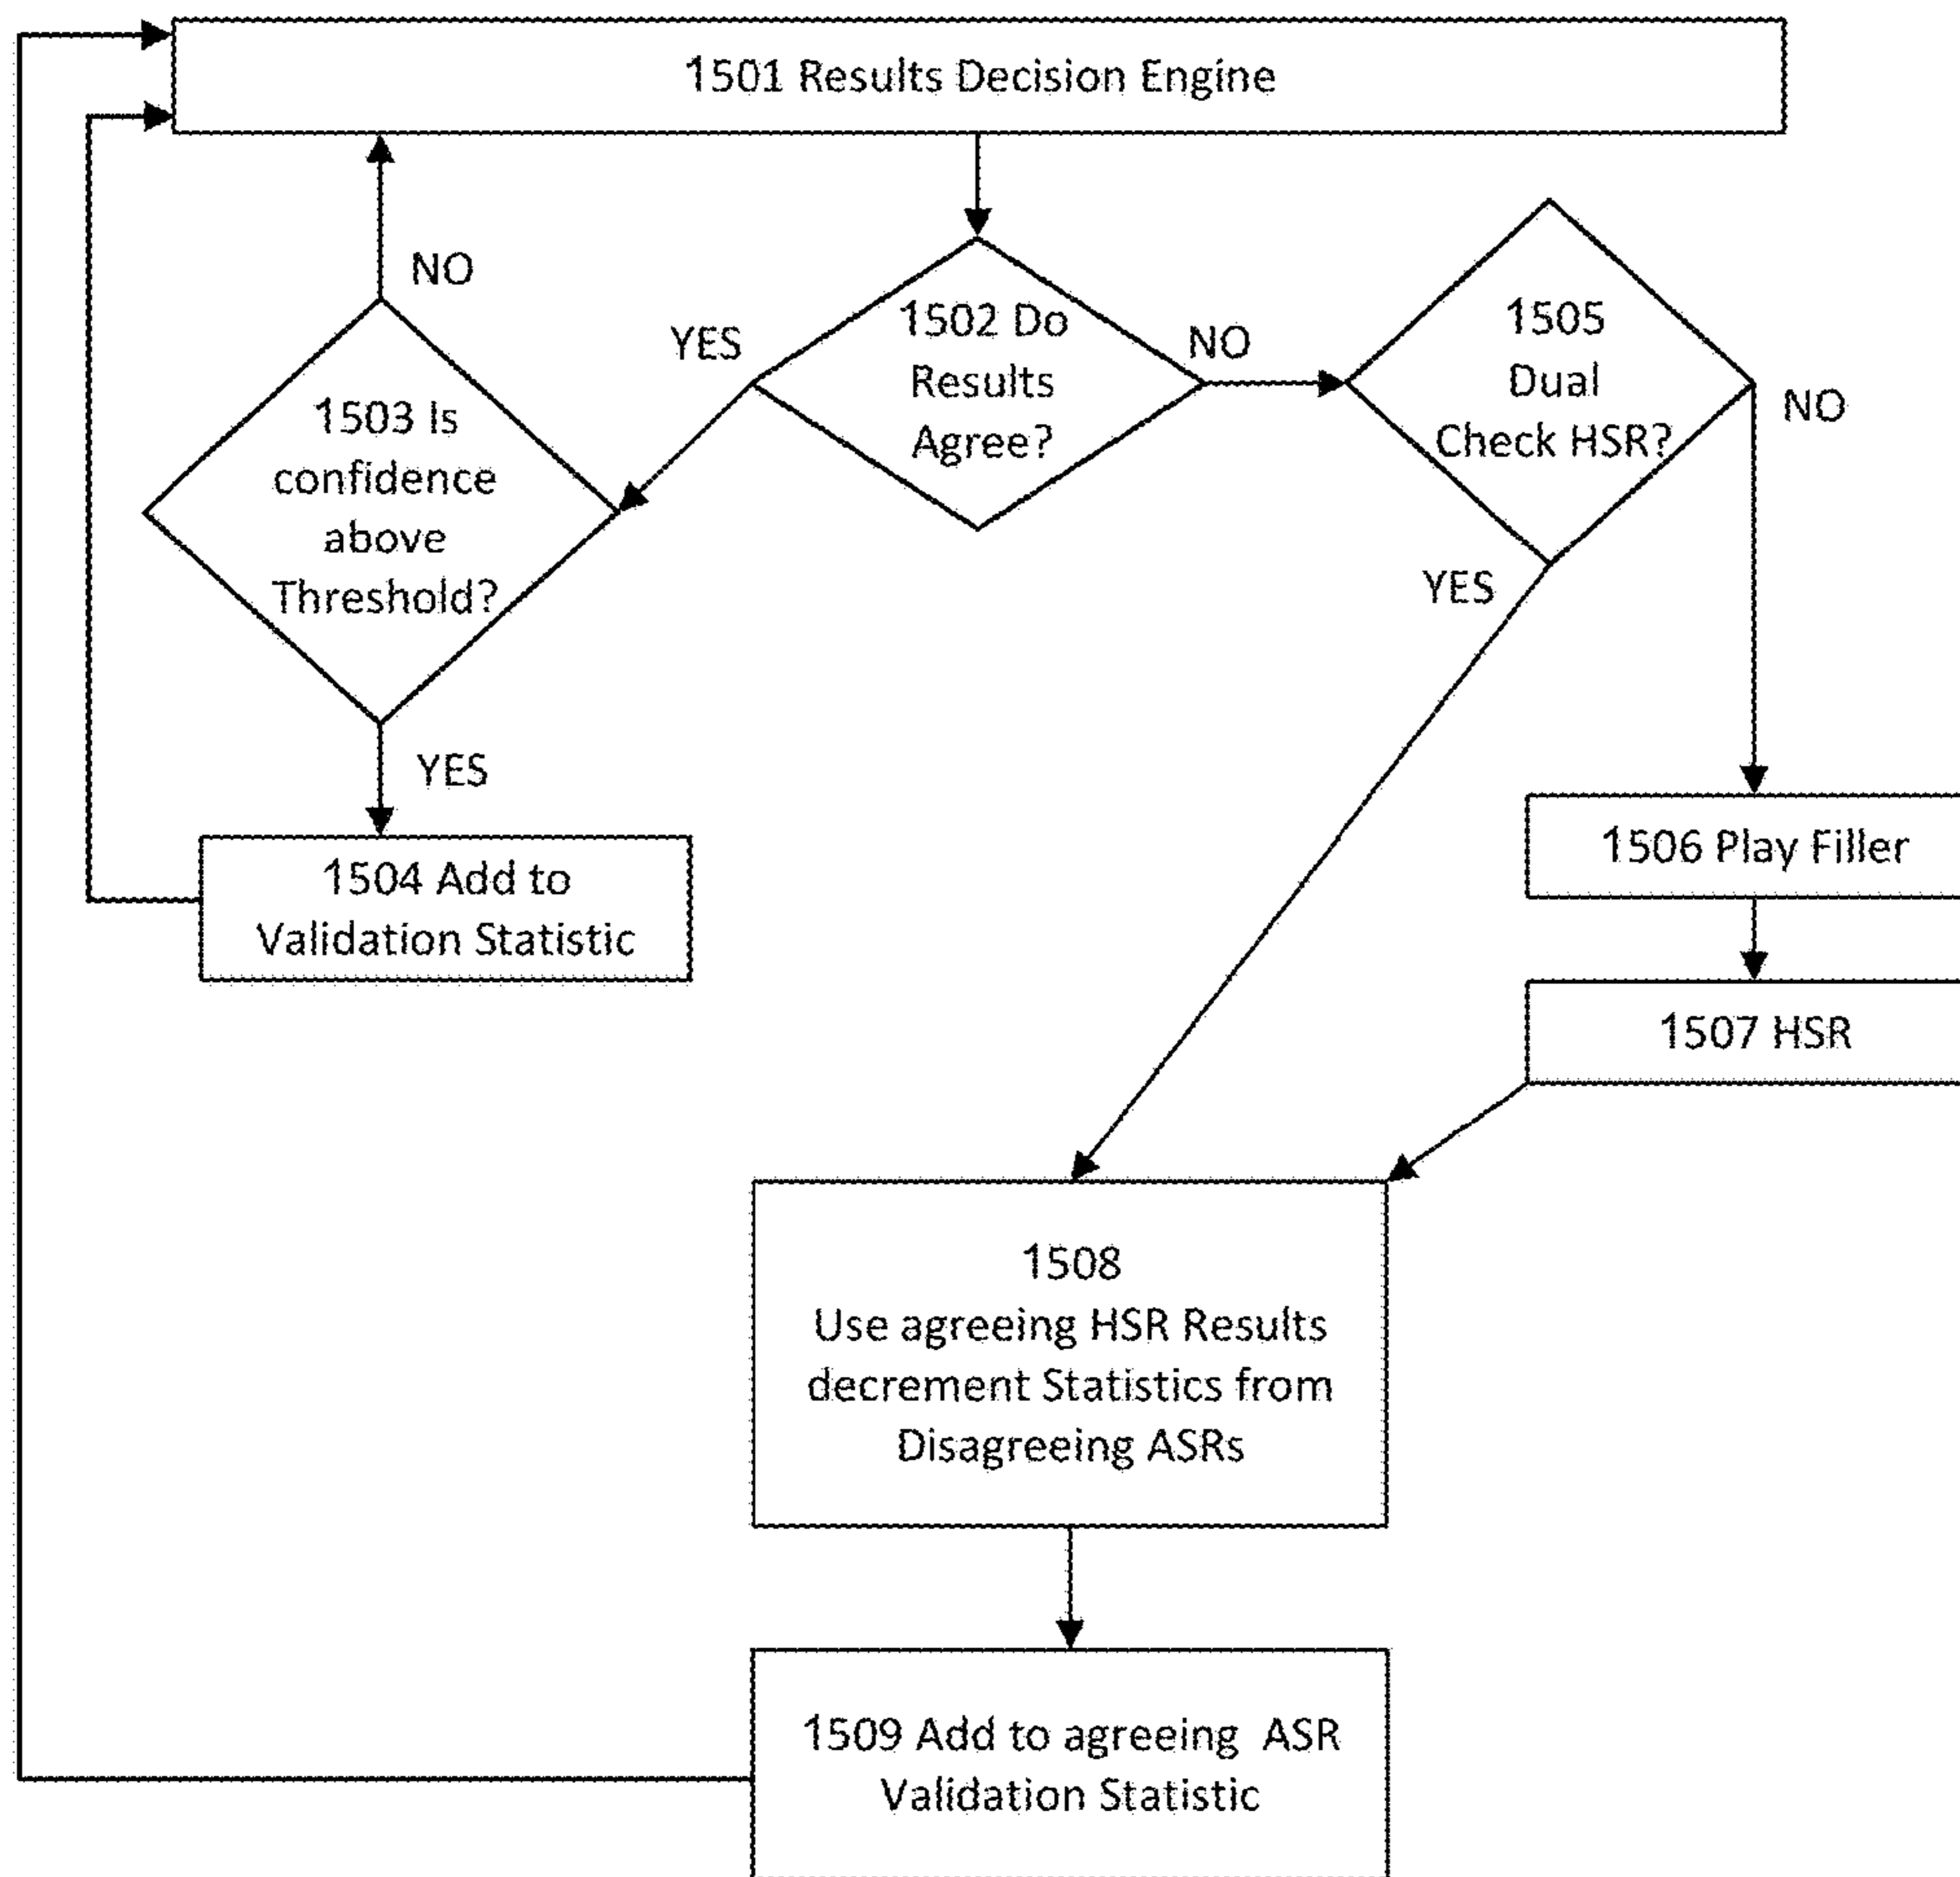 1501 Results Decision Engine
NO
YES
1502 Do
Results
Agree?
NO
1505
Dual
Check HSR?
NO
1503 Is
confidence
above
Threshold?
YES
YES
1504 Add to
Validation Statistic
1506 Play Filler
1507 HSR
1508
Use agreeing HSR Results
decrement Statistics from
Disagreeing ASRs
1509 Add to agreeing ASR
Validation Statistic